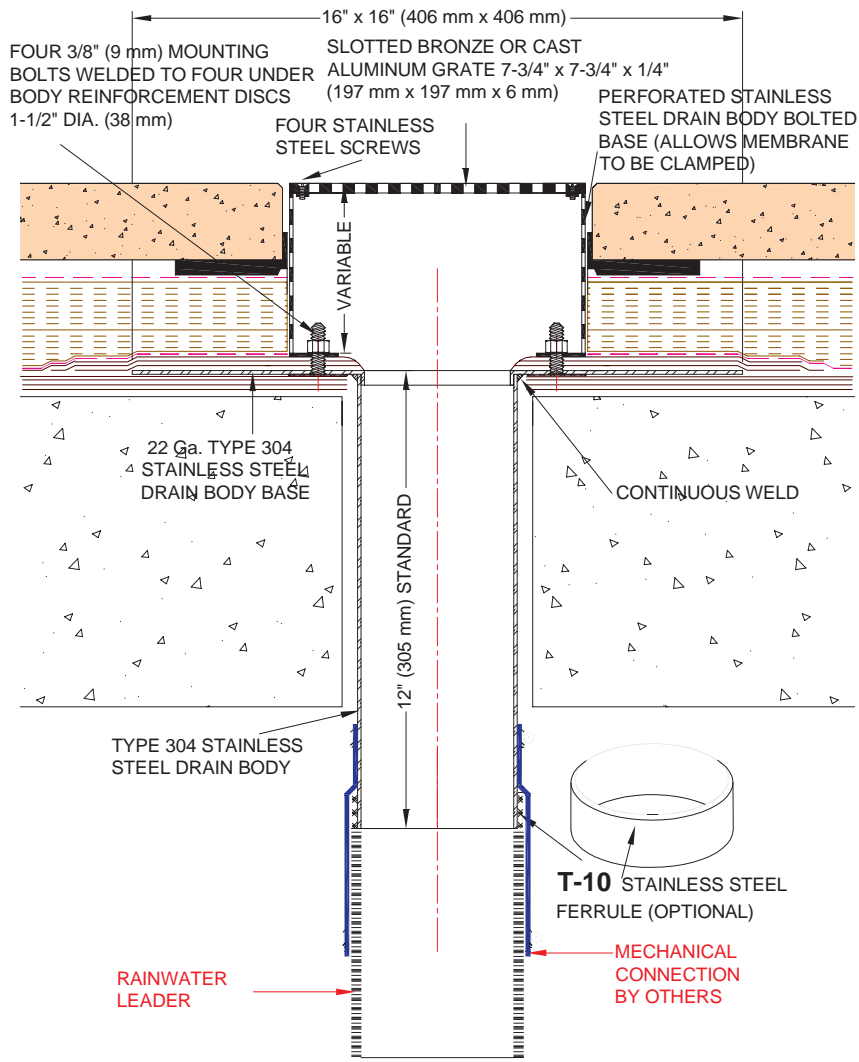 16" x 16" (406 mm x 406 mm)
FOUR 3/8" (9 mm) MOUNTING
BOLTS WELDED TO FOUR UNDER
BODY REINFORCEMENT DISCS
1-1/2" DIA. (38 mm)
SLOTTED BRONZE OR CAST
ALUMINUM GRATE 7-3/4" x 7-3/4" x 1/4"
(197 mm x 197 mm x 6 mm)
FOUR STAINLESS
STEEL SCREWS
PERFORATED STAINLESS
STEEL DRAIN BODY BOLTED
BASE (ALLOWS MEMBRANE
TO BE CLAMPED)
VARIABLE
22 Ga. TYPE 304
STAINLESS STEEL
DRAIN BODY BASE
CONTINUOUS WELD
12" (305 mm) STANDARD
TYPE 304 STAINLESS
STEEL DRAIN BODY
T-10 STAINLESS STEEL
FERRULE (OPTIONAL)
RAINWATER
LEADER
MECHANICAL
CONNECTION
BY OTHERS